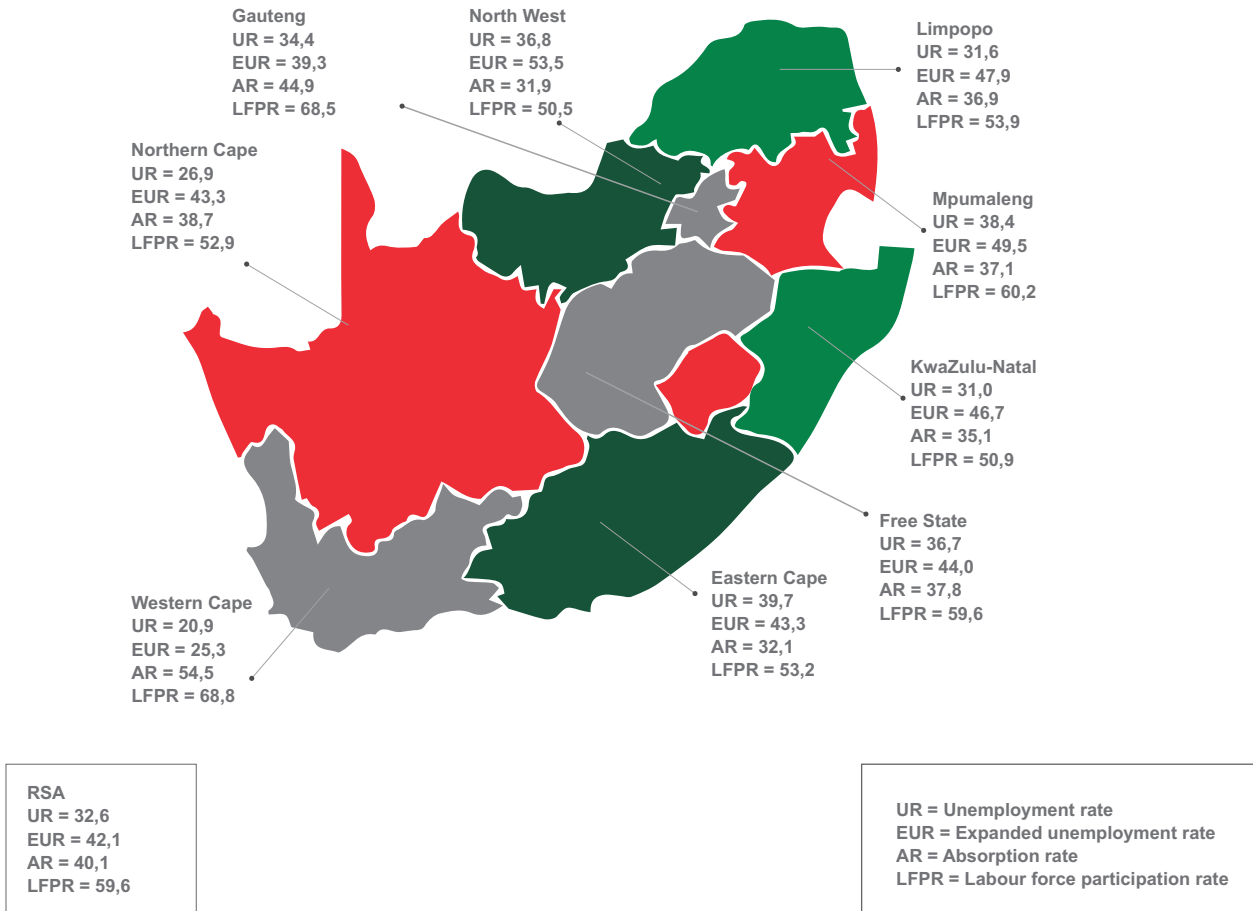 Gauteng
UR = 34,4
EUR = 39,3
AR = 44,9
LFPR = 68,5
North West
UR = 36,8
EUR = 53,5
AR = 31,9
LFPR = 50,5
Limpopo
UR = 31,6
EUR = 47,9
AR = 36,9
LFPR = 53,9
Northern Cape
UR = 26,9
EUR = 43,3
AR = 38,7
LFPR = 52,9
Mpumaleng
UR = 38,4
EUR = 49,5
AR = 37,1
LFPR = 60,2
KwaZulu-Natal
UR = 31,0
EUR = 46,7
AR = 35,1
LFPR = 50,9
Free State
UR = 36,7
EUR = 44,0
AR = 37,8
LFPR = 59,6
Eastern Cape
UR = 39,7
EUR = 43,3
AR = 32,1
LFPR = 53,2
Western Cape
UR = 20,9
EUR = 25,3
AR = 54,5
LFPR = 68,8
RSA
UR = 32,6
EUR = 42,1
AR = 40,1
LFPR = 59,6
UR = Unemployment rate
EUR = Expanded unemployment rate
AR = Absorption rate
LFPR = Labour force participation rate